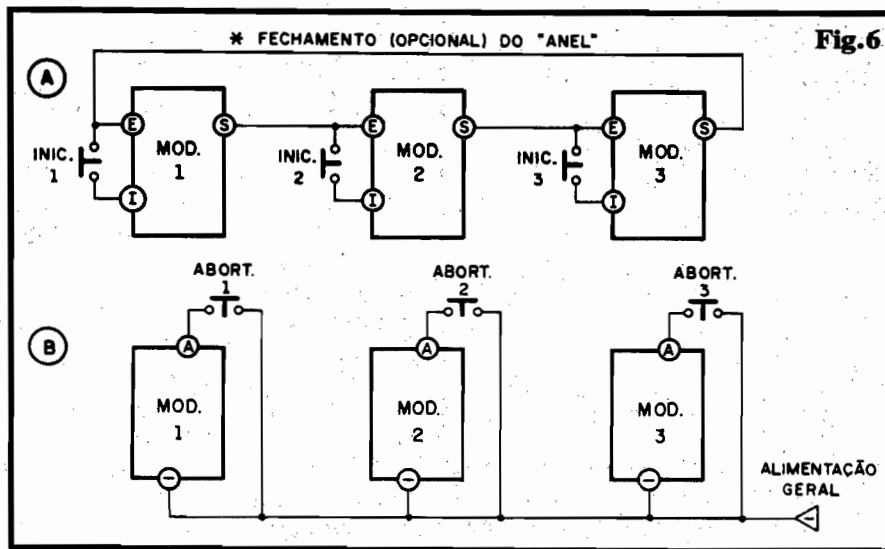 * FECHAMENTO (OPCIONAL) DO "ANEL"
Fig.6
A
E
S
E
S
E
S
INIC.
1
MOD.
1
INIC.
2
MOD.
2
INIC.
3
MOD.
3
I
I
I
ABORT.
1
ABORT.
2
ABORT.
3
B
A
A
A
MOD.
1
MOD.
2
MOD.
3
-
-
-
ALIMENTAÇÃO
GERAL
-